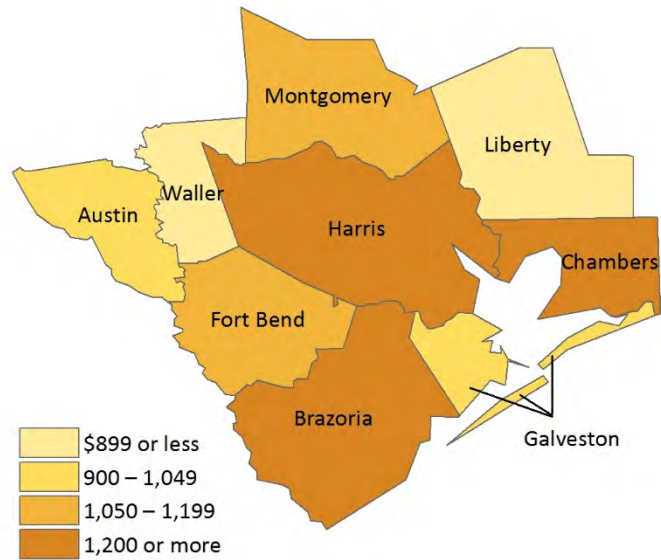 Montgomery
Liberty
Waller
Austin
Harris
Chambers
Fort Bend
Brazoria
Galveston
$899 or less
900 – 1,049
1,050 – 1,199
1,200 or more